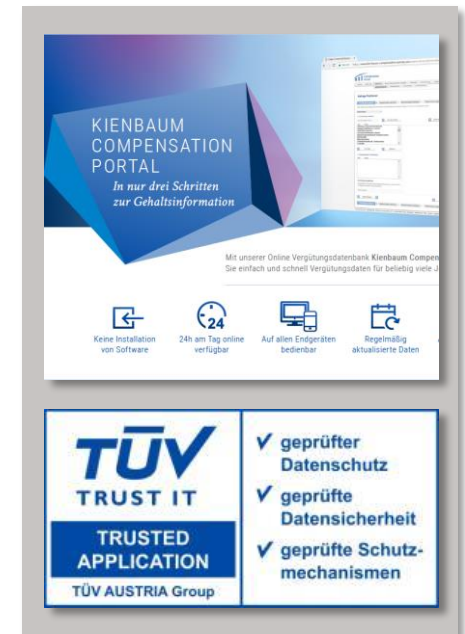 KIENBAUM
COMPENSATION
PORTAL
In nur drei Schritten
zur Gehaltsinformation
Mit unserer Online Vergütungsdatenbank Kienbaum Compen
Sie einfach und schnell Vergütungsdaten für beliebig viele J
Keine Installation
von Software
24
24h am Tag online
verfügbar
Auf allen Endgeräten
bedienbar
Regelmäßig
aktualisierte Daten
TÜV
TRUST IT
TRUSTED
APPLICATION
TÜV AUSTRIA Group
✓ geprüfter
Datenschutz
✓ geprüfte
Datensicherheit
✓ geprüfte Schutz-
mechanismen